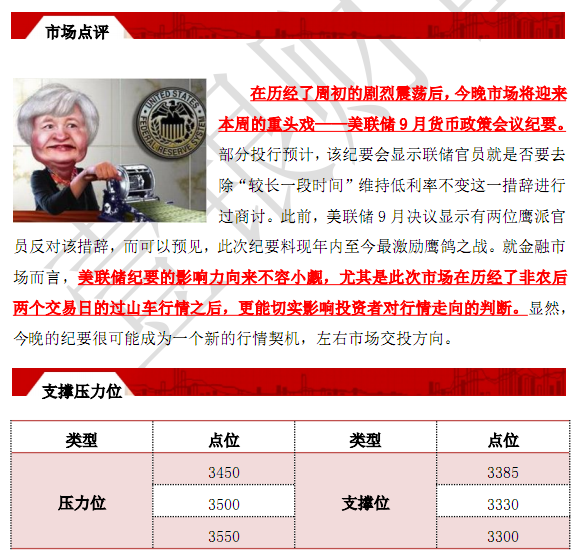 市场点评
在历经了周初的剧烈震荡后，今晚市场将迎来
本周的重头戏——美联储 9 月货币政策会议纪要。
部分投行预计，该纪要会显示联储官员就是否要去
除“较长一段时间”维持低利率不变这一措辞进行
过商讨。此前，美联储 9 月决议显示有两位鹰派官
员反对该措辞，而可以预见，此次纪要料现年内至今最激励鹰鸽之战。就金融市
场而言，美联储纪要的影响力向来不容小觑，尤其是此次市场在历经了非农后
两个交易日的过山车行情之后，更能切实影响投资者对行情走向的判断。显然，
今晚的纪要很可能成为一个新的行情契机，左右市场交投方向。
UNITED STATES
FEDERAL RESERVE SYSTEM
支撑压力位
类型 点位 类型 点位
3450 3385
压力位 3500 支撑位 3330
3550 3300